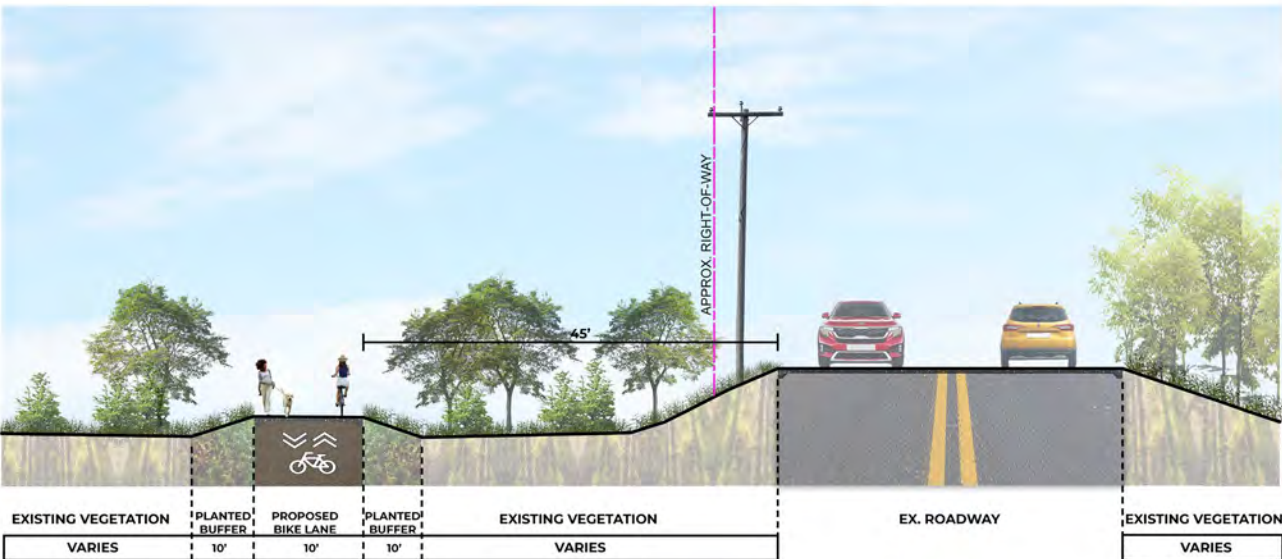 APPROX. RIGHT-OF-WAY
45'
EXISTING VEGETATION
VARIES
PLANTED
BUFFER
10'
PROPOSED
BIKE LANE
10'
PLANTED
BUFFER
10'
EXISTING VEGETATION
VARIES
EX. ROADWAY
EXISTING VEGETATION
VARIES